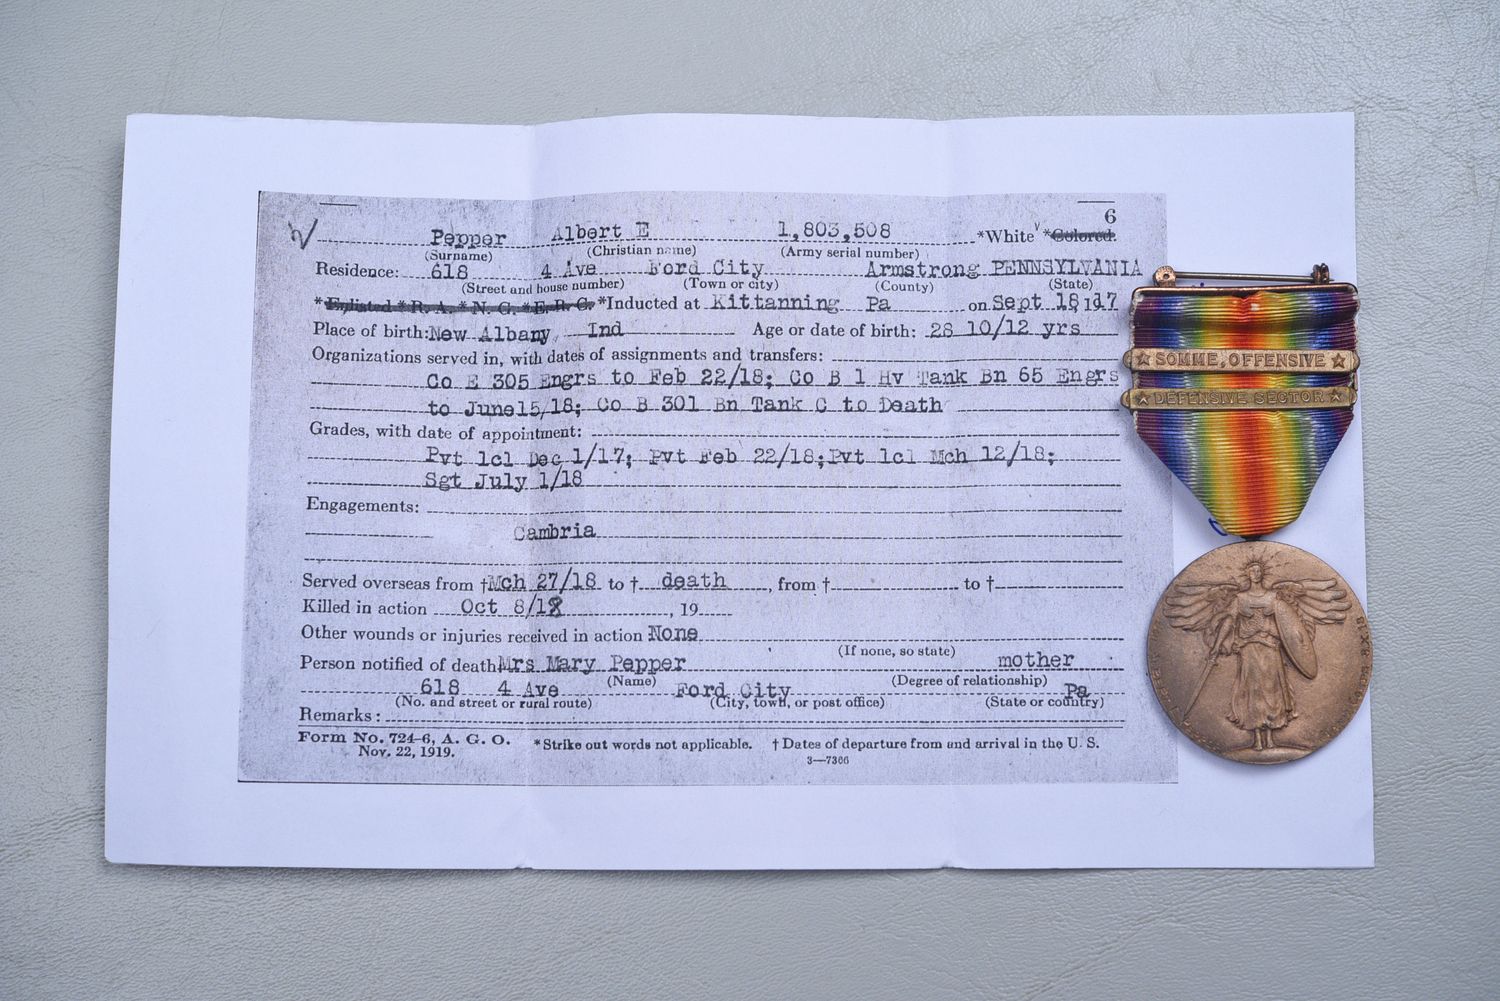 6
Pepper Albert E 1,803,508 *White *Colored.
(Surname) (Christian name) (Army serial number)
Residence: 618 4 Ave Ford City Armstrong PENNSYLVANIA
(Street and house number) (Town or city) (County) (State)
*Enlisted *R. A. *N. G. *E. R. C. *Inducted at Kittanning Pa on Sept 18, 1917
Place of birth: New Albany, Ind Age or date of birth: 28 10/12 yrs
Organizations served in, with dates of assignments and transfers:
Co E 305 Engrs to Feb 22/18; Co B 1 Hv Tank Bn 65 Engrs
to June15/18; Co B 301 Bn Tank C to Death
Grades, with date of appointment:
Pvt 1cl Dec 1/17; Pvt Feb 22/18; Pvt 1cl Mch 12/18;
Sgt July 1/18
Engagements:
Cambria
Served overseas from † Mch 27/18 to † death, from † to †
Killed in action Oct 8/18, 19
Other wounds or injuries received in action None
(If none, so state)
Person notified of death Mrs Mary Pepper mother
(Name) (Degree of relationship)
618 4 Ave Ford City Pa
(No. and street or rural route) (City, town, or post office) (State or country)
Remarks:
Form No. 724-6, A. G. O. *Strike out words not applicable. † Dates of departure from and arrival in the U. S.
Nov. 22, 1919.
3—7366
SOMME, OFFENSIVE
DEFENSIVE SECTOR